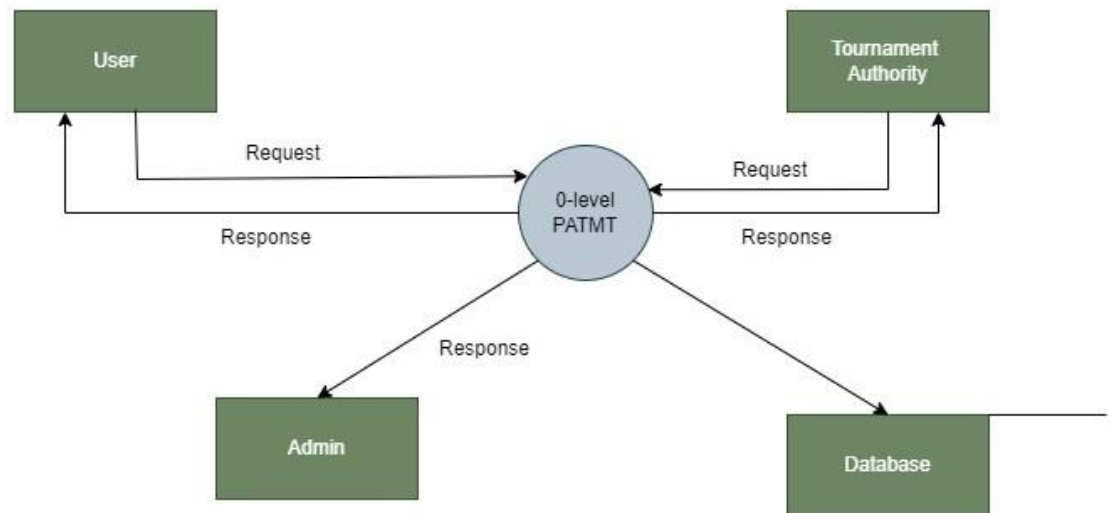 User
Tournament
Authority
Request
Request
0-level
PATMT
Response
Response
Response
Admin
Database